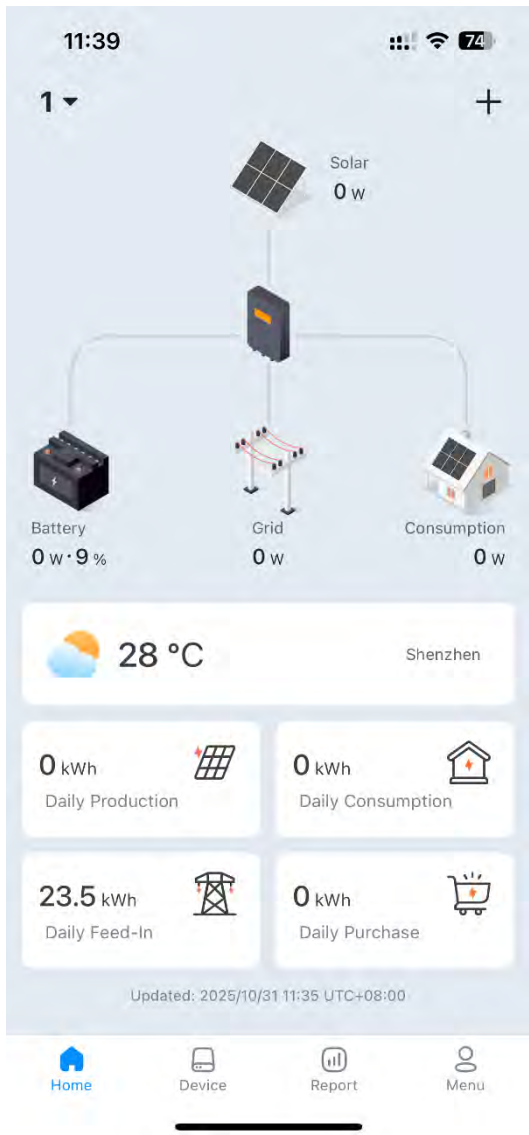 11:39
74
1
Solar
0 W
Battery
0 W·9 %
Grid
0 W
Consumption
0 W
28 °C
Shenzhen
0 kWh
Daily Production
0 kWh
Daily Consumption
23.5 kWh
Daily Feed-In
0 kWh
Daily Purchase
Updated: 2025/10/31 11:35 UTC+08:00
Home
Device
Report
Menu